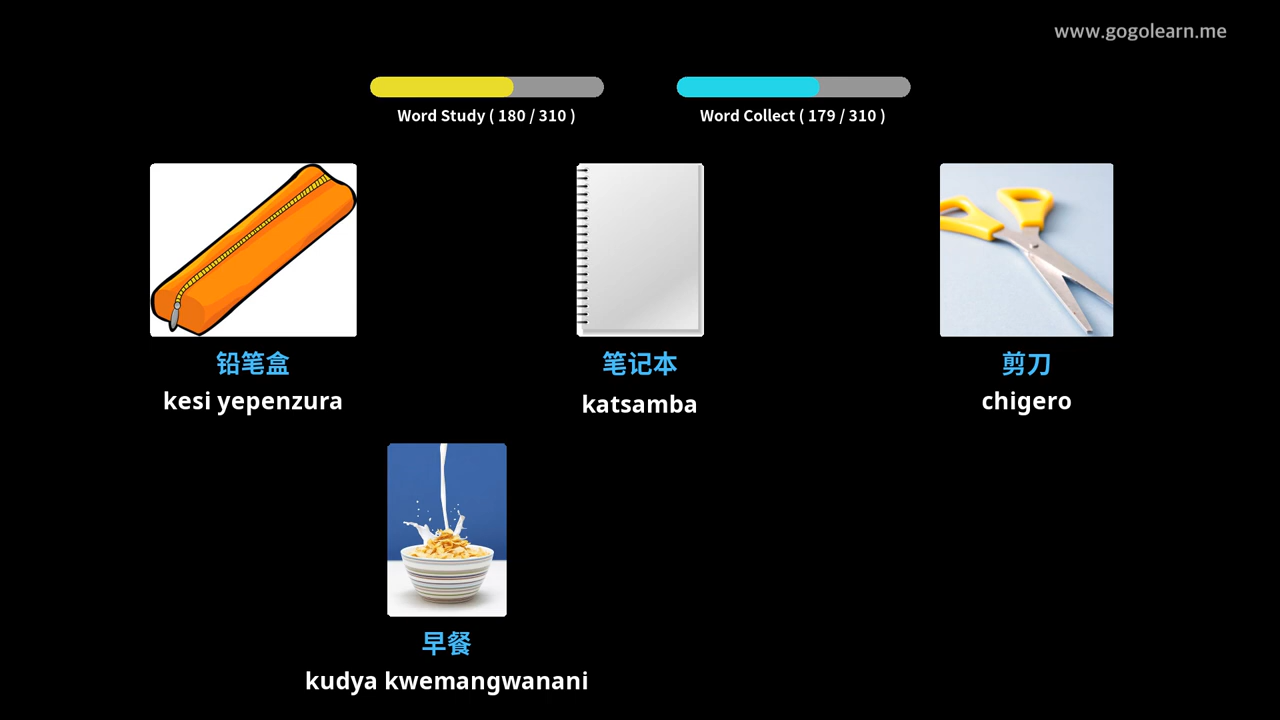 www.gogolearn.me
Word Study ( 180 / 310 )
Word Collect ( 179 / 310 )
铅笔盒
笔记本
剪刀
kesi yepenzura
katsamba
chigero
早餐
kudya kwemangwanani